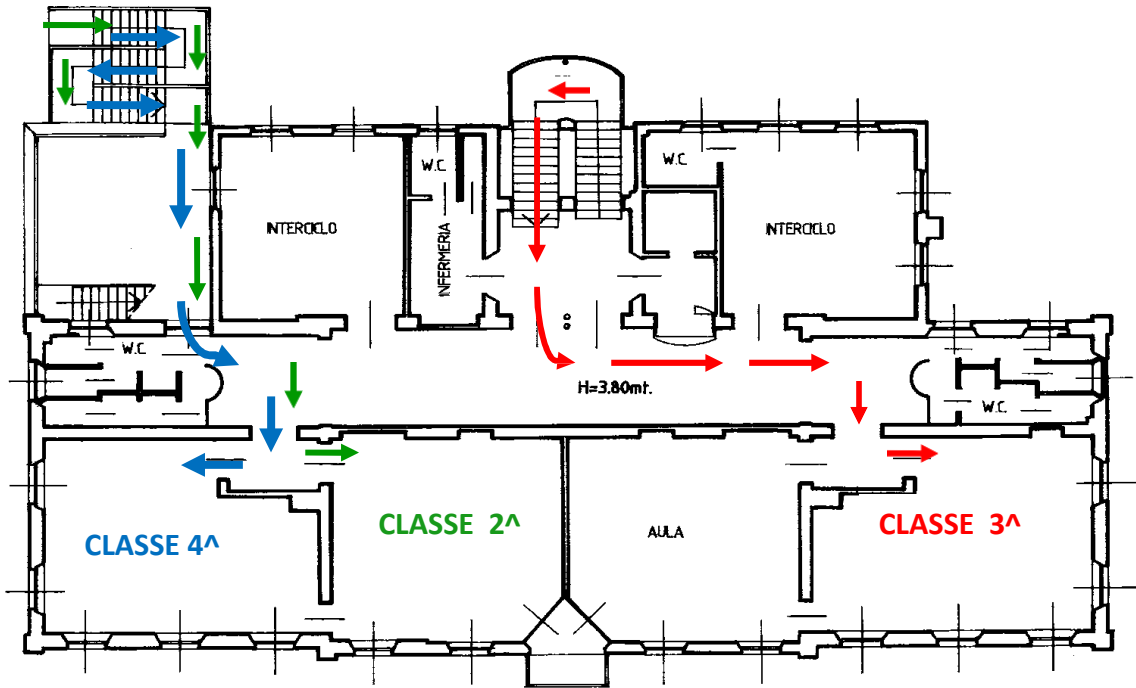 W.C.
W.C.
INTERCICLO
INFERMERIA
INTERCICLO
W.C.
H=3.80mt.
W.C.
CLASSE 4^
CLASSE 2^
AULA
CLASSE 3^